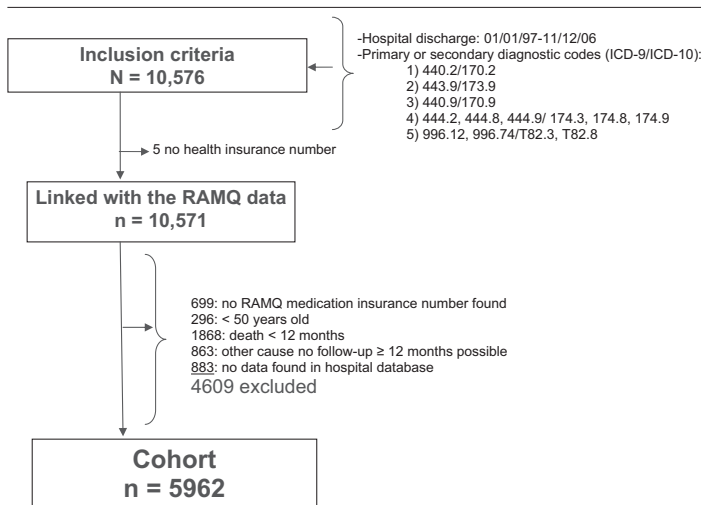 Inclusion criteria
N = 10,576
-Hospital discharge: 01/01/97-11/12/06
-Primary or secondary diagnostic codes (ICD-9/ICD-10):
1) 440.2/170.2
2) 443.9/173.9
3) 440.9/170.9
4) 444.2, 444.8, 444.9/ 174.3, 174.8, 174.9
5) 996.12, 996.74/T82.3, T82.8
5 no health insurance number
Linked with the RAMQ data
n = 10,571
699: no RAMQ medication insurance number found
296: < 50 years old
1868: death < 12 months
863: other cause no follow-up ≥ 12 months possible
883: no data found in hospital database
4609 excluded
Cohort
n = 5962